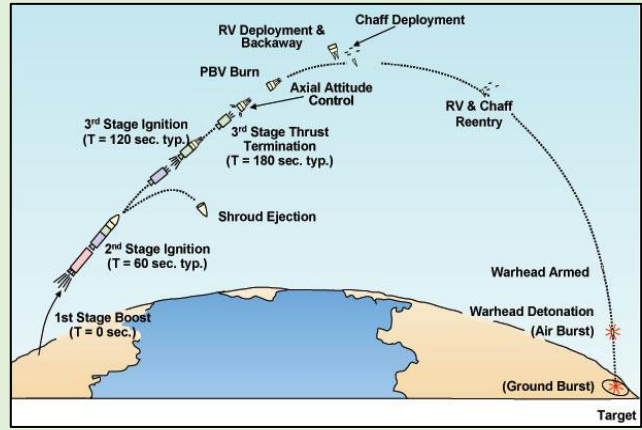 Chaff Deployment
RV Deployment &
Backaway
PBV Burn
Axial Attitude
Control
RV & Chaff
Reentry
3rd Stage Ignition
(T = 120 sec. typ.)
3rd Stage Thrust
Termination
(T = 180 sec. typ.)
Shroud Ejection
2nd Stage Ignition
(T = 60 sec. typ.)
1st Stage Boost
(T = 0 sec.)
Warhead Armed
Warhead Detonation
(Air Burst)
(Ground Burst)
Target